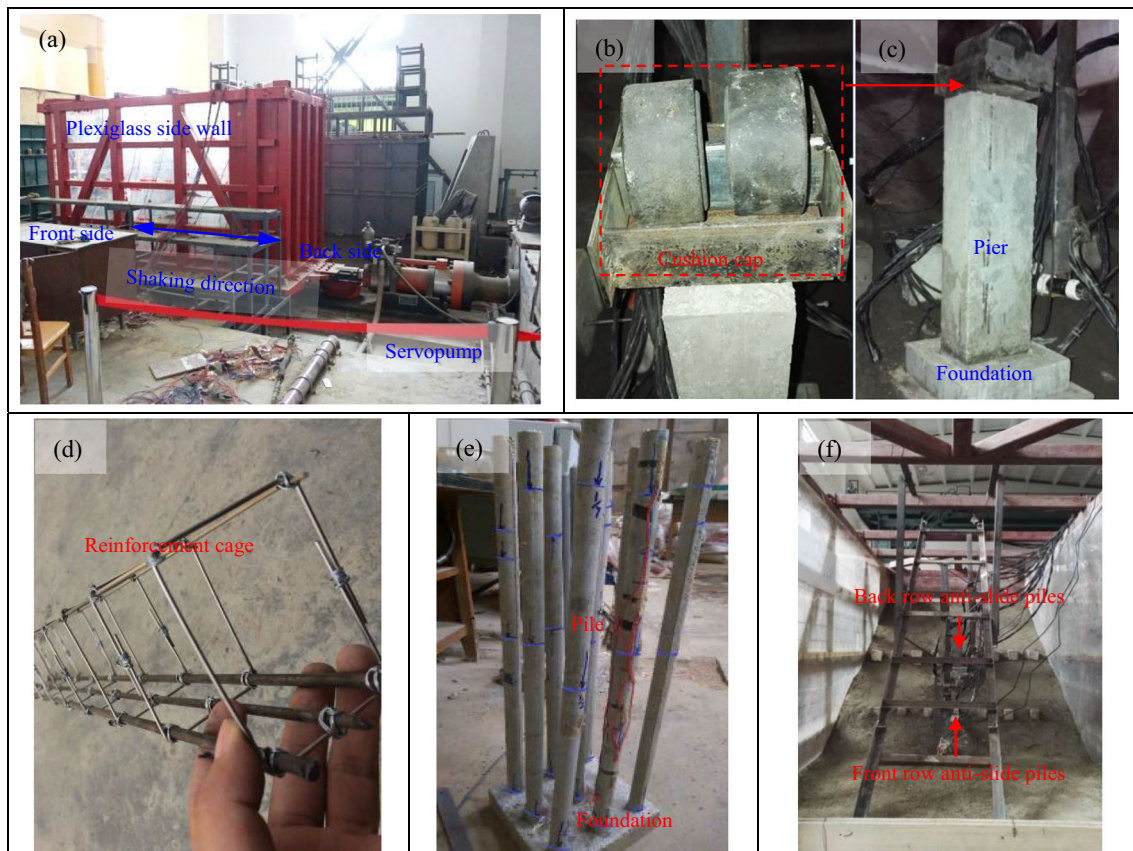 (a)
Plexiglass side wall
Front side
Back side
Shaking direction
Servopump
(b)
Cushion cap
(c)
Pier
Foundation
(d)
Reinforcement cage
(e)
Pile
Foundation
(f)
Back row anti-slide piles
Front row anti-slide piles